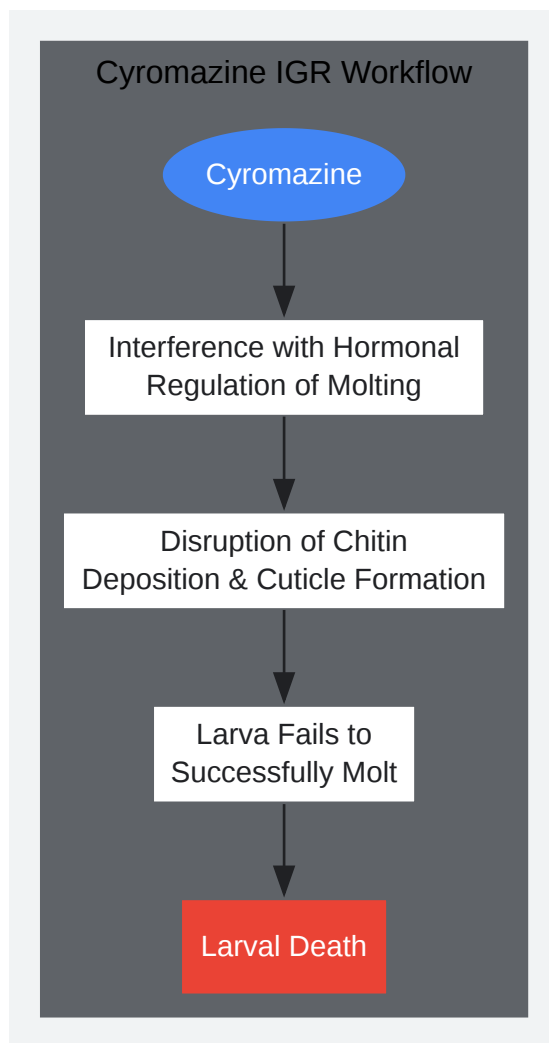 Cyromazine IGR Workflow
Cyromazine
Interference with Hormonal
Regulation of Molting
Disruption of Chitin
Deposition & Cuticle Formation
Larva Fails to
Successfully Molt
Larval Death